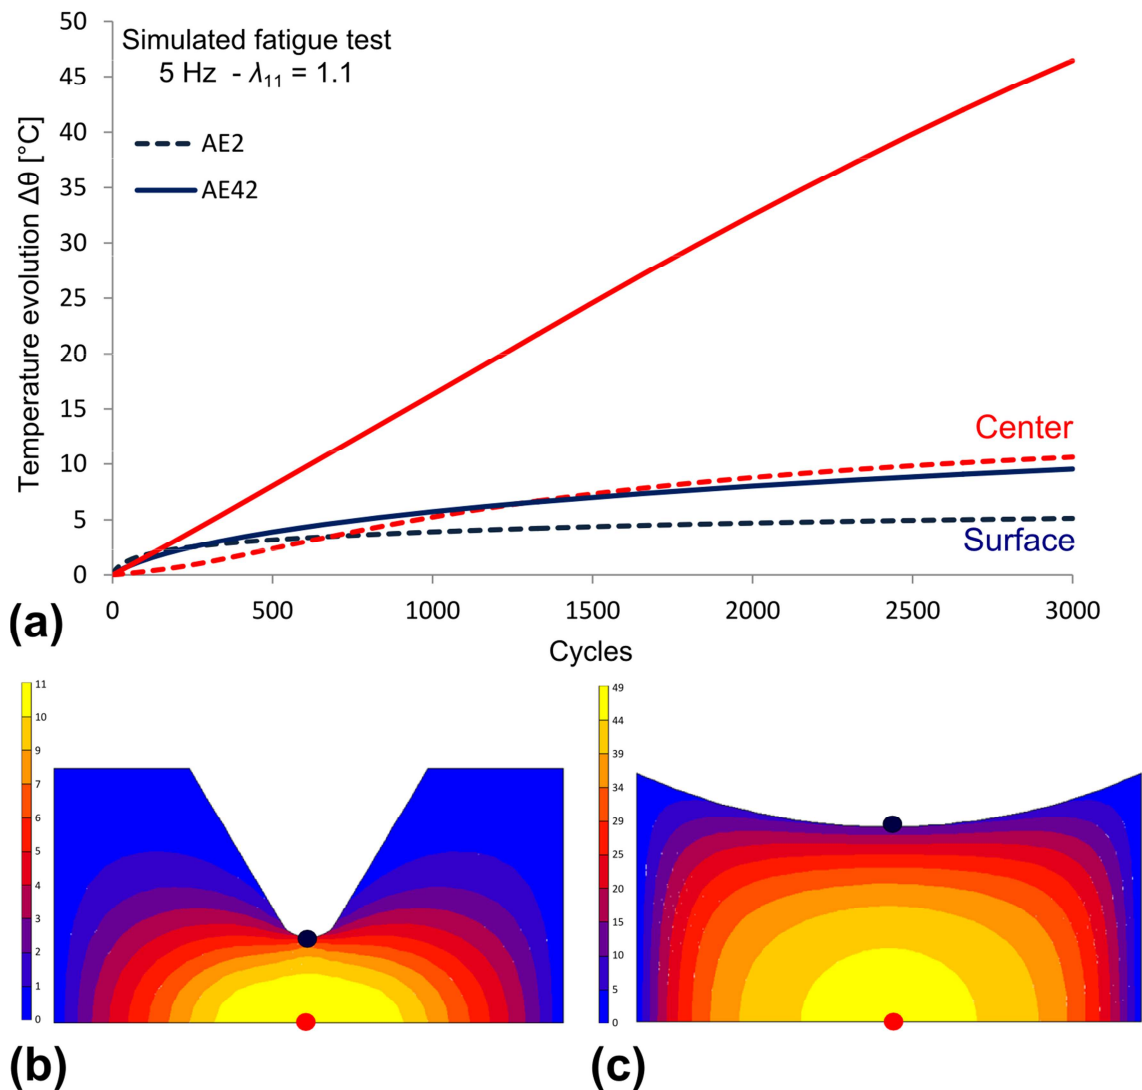 Simulated fatigue test
5 Hz - λ11 = 1.1
AE2
AE42
Temperature evolution Δθ [°C]
50
45
40
35
30
25
20
15
10
5
0
Center
Surface
0 500 1000 1500 2000 2500 3000
Cycles
(a)
11
10
9
8
7
6
5
4
3
2
1
0
(b)
49
44
39
34
29
25
20
15
10
5
0
(c)